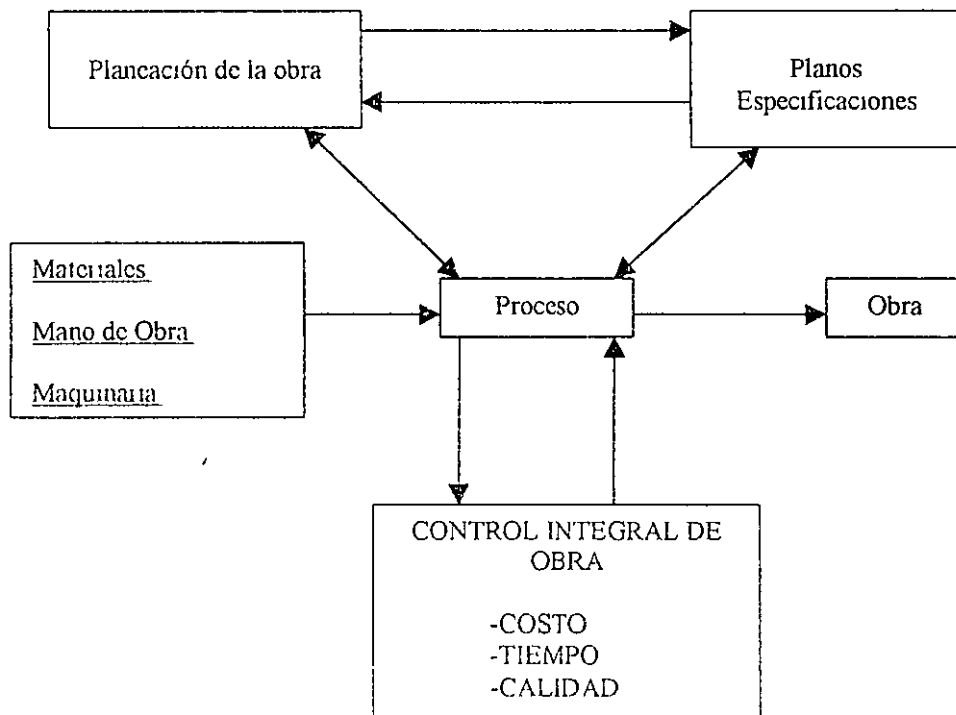 Planeación de la obra
Planos
Especificaciones
Materiales
Mano de Obra
Maquinaria
Proceso
Obra
CONTROL INTEGRAL DE
OBRA
-COSTO
-TIEMPO
-CALIDAD